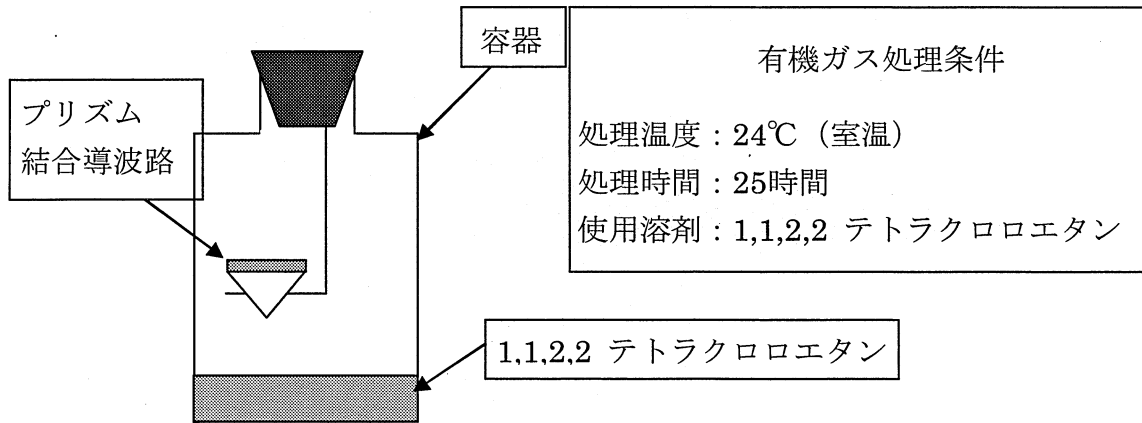 容器
プリズム
結合導波路
有機ガス処理条件
処理温度：24℃（室温）
処理時間：25時間
使用溶剤：1,1,2,2 テトラクロロエタン
1,1,2,2 テトラクロロエタン